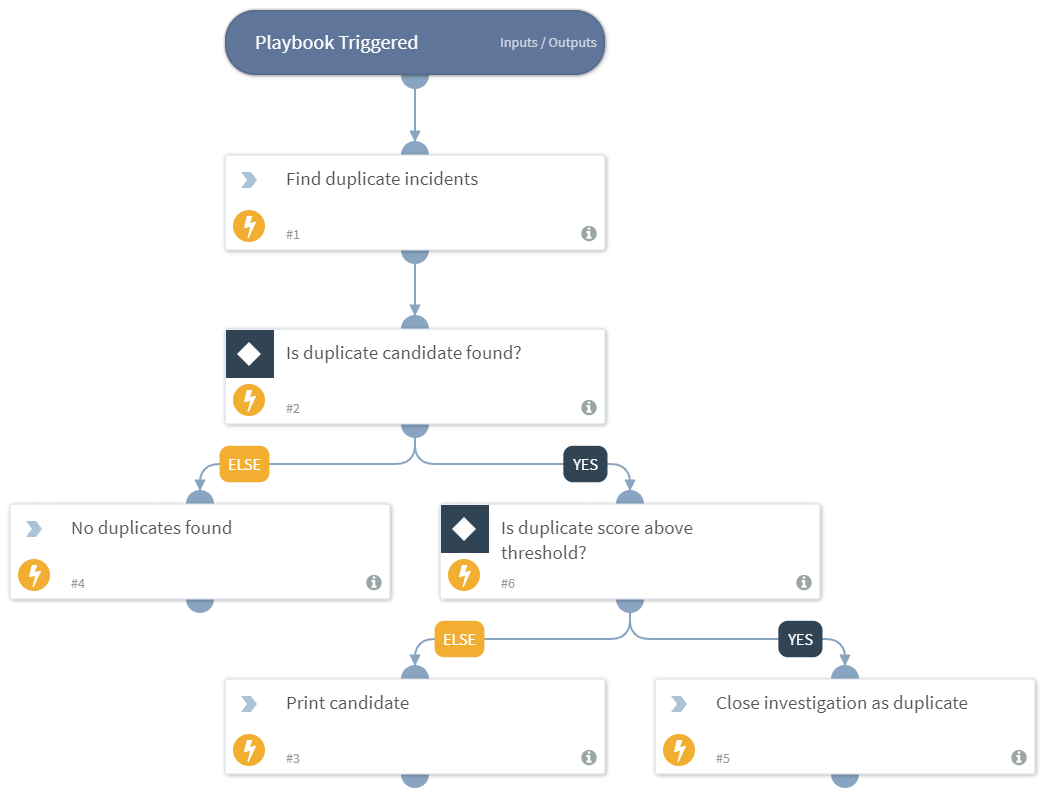 Playbook Triggered
Inputs / Outputs
Find duplicate incidents
#1
Is duplicate candidate found?
#2
ELSE
YES
No duplicates found
#4
Is duplicate score above
threshold?
#6
ELSE
YES
Print candidate
#3
Close investigation as duplicate
#5